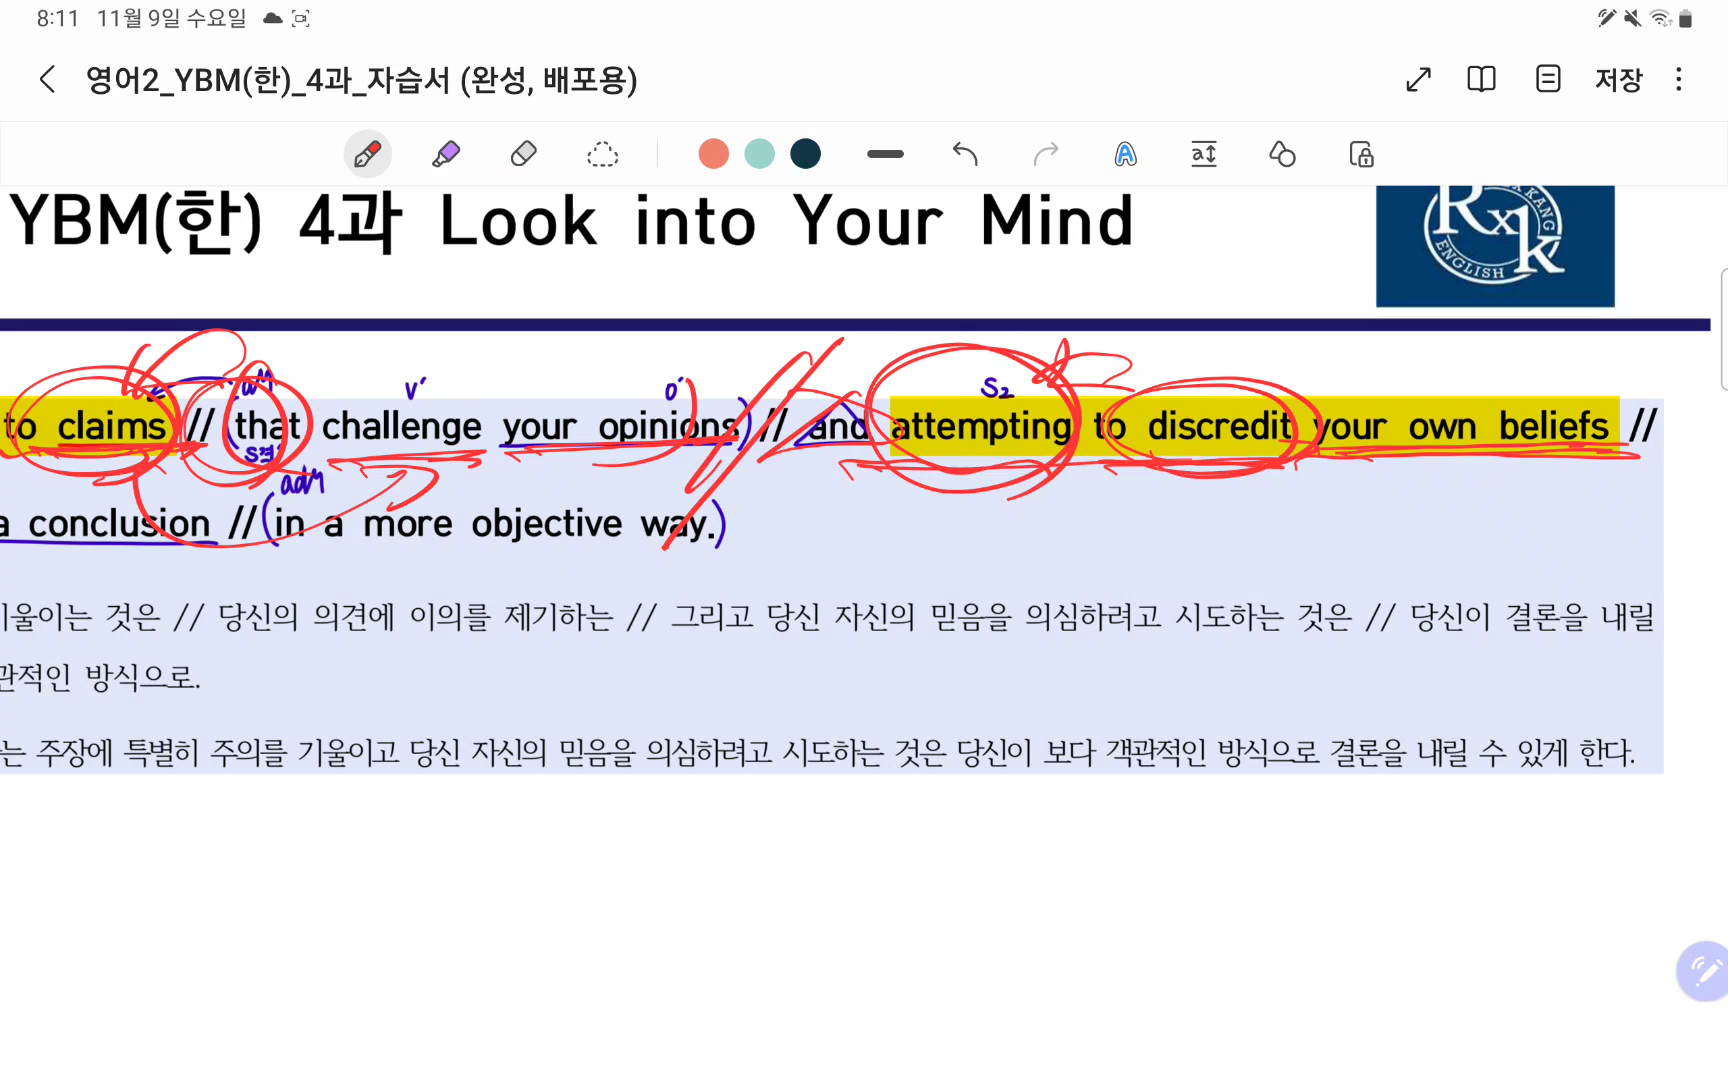 8:11 11월 9일 수요일
영어2_YBM(한)_4과_자습서 (완성, 배포용)
저장
YBM(한) 4과 Look into Your Mind
Rxk
KANG
ENGLISH
adj v' o' S2
to claims // (that challenge your opinions) // and attempting to discredit your own beliefs //
s관'
adv
a conclusion // (in a more objective way.)
기울이는 것은 // 당신의 의견에 이의를 제기하는 // 그리고 당신 자신의 믿음을 의심하려고 시도하는 것은 // 당신이 결론을 내릴
관적인 방식으로.
는 주장에 특별히 주의를 기울이고 당신 자신의 믿음을 의심하려고 시도하는 것은 당신이 보다 객관적인 방식으로 결론을 내릴 수 있게 한다.